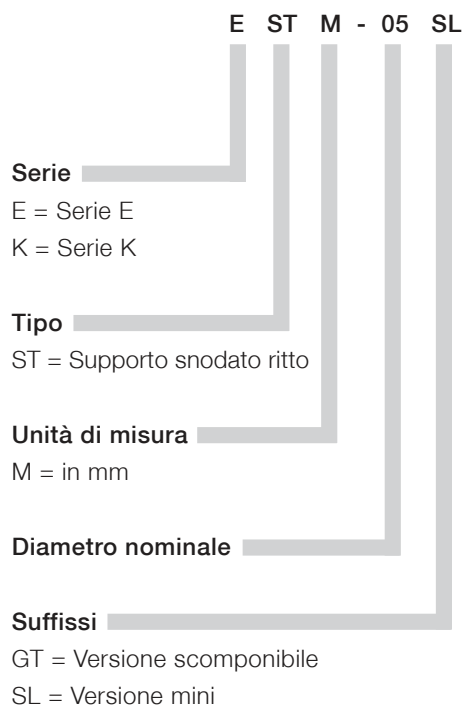 E ST M - 05 SL
Serie
E = Serie E
K = Serie K
Tipo
ST = Supporto snodato ritto
Unità di misura
M = in mm
Diametro nominale
Suffissi
GT = Versione scomponibile
SL = Versione mini